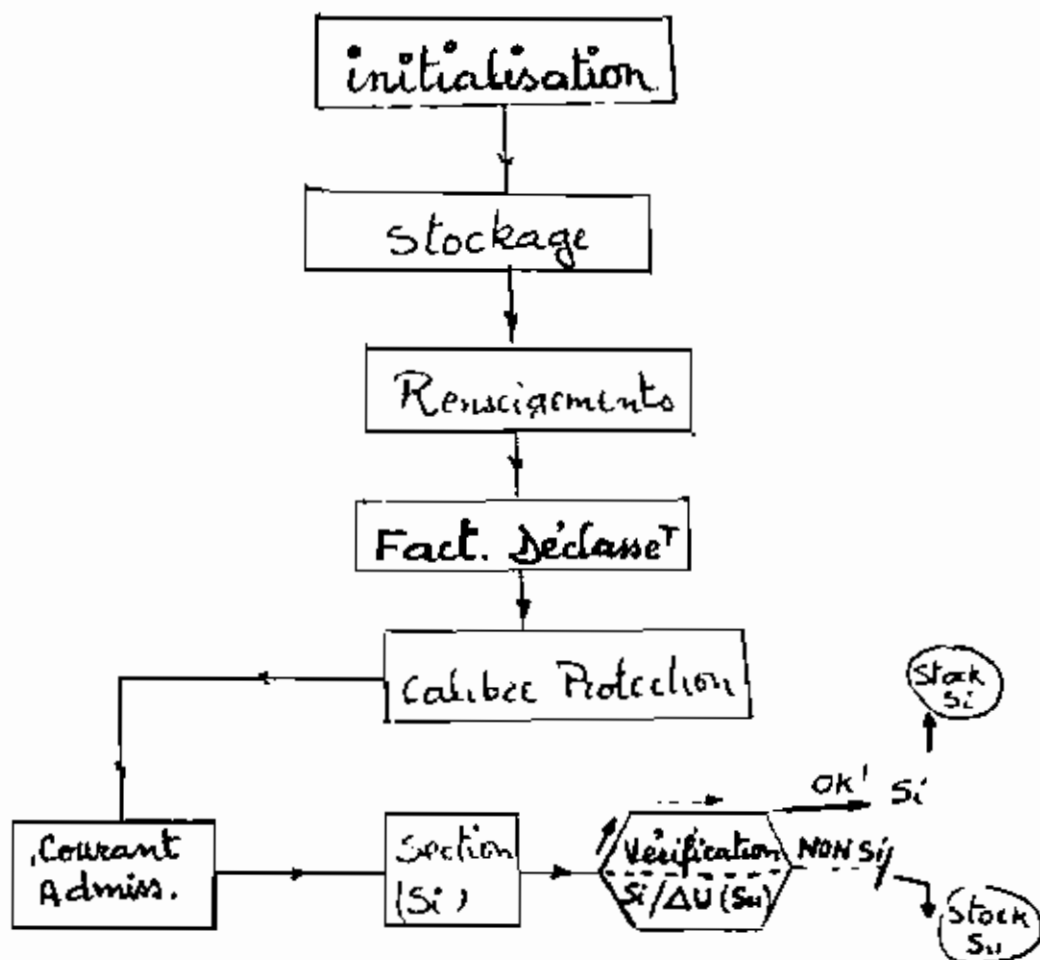 initialisation
Stockage
Renseigements
Fact. Déclasse^T
Calibre Protection
Courant
Admiss.
Section
(Si)
Vérification
Si/ΔU(Su)
OK!
Si
Stock
Si
NON Si
Stock
Su